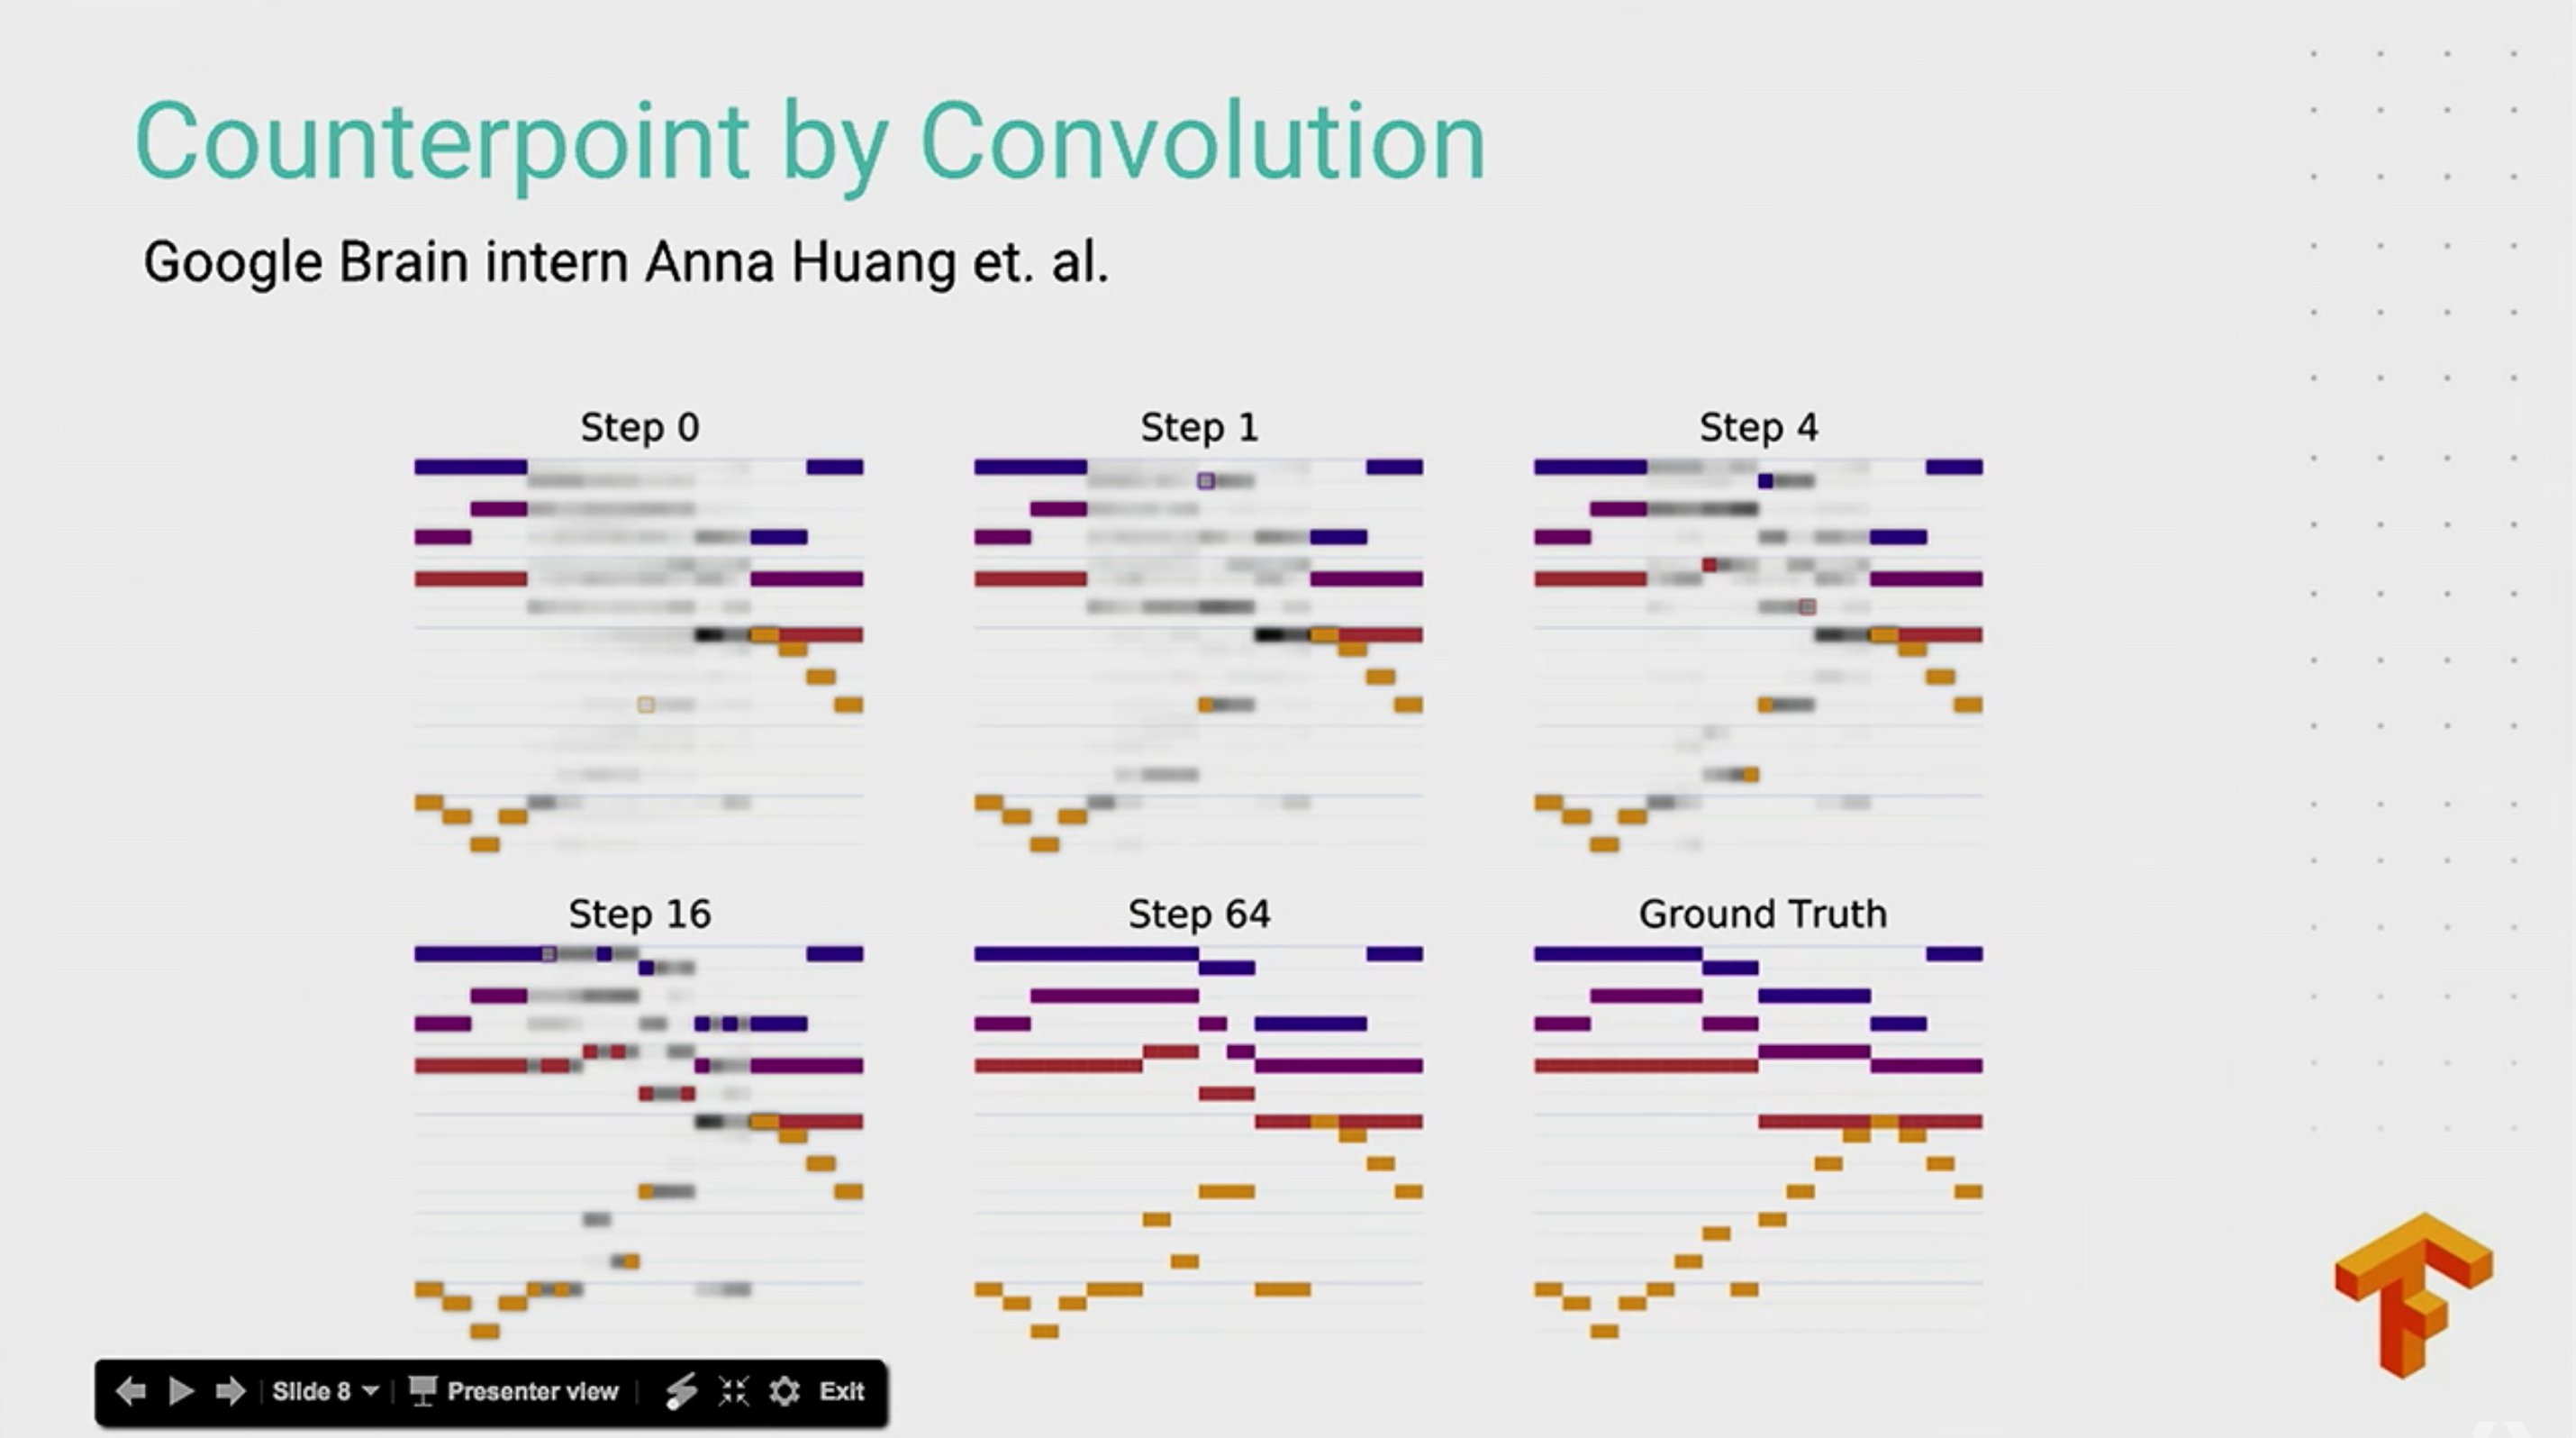 Counterpoint by Convolution
Google Brain intern Anna Huang et. al.
Step 0
Step 1
Step 4
Step 16
Step 64
Ground Truth
Slide 8
Presenter view
Exit